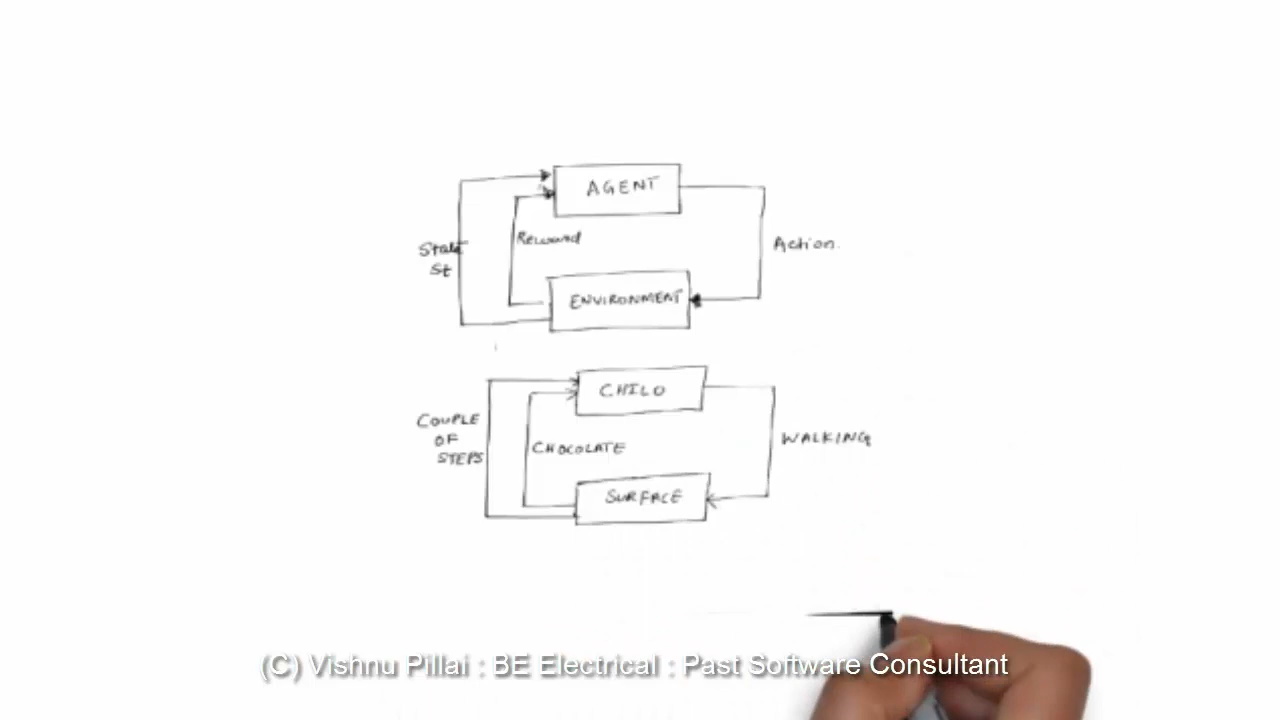 AGENT
Reward
State
St
Action.
ENVIRONMENT
CHILD
COUPLE
OF
STEPS
CHOCOLATE
WALKING
SURFACE
(C) Vishnu Pillai : BE Electrical : Past Software Consultant